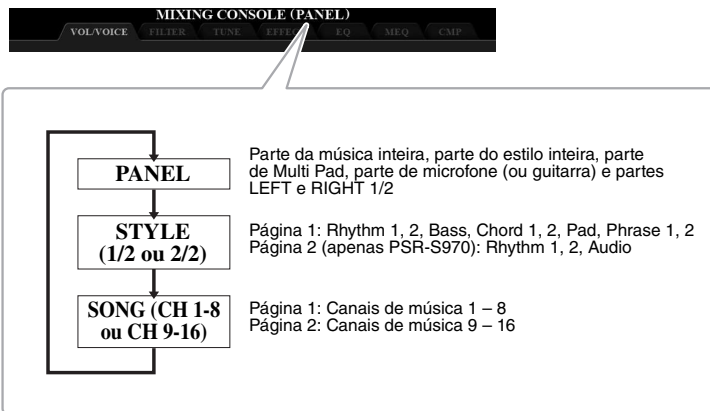 MIXING CONSOLE (PANEL)
VOL/VOICE FILTER TUNE EFFECT EQ MEQ CMP
PANEL
Parte da música inteira, parte do estilo inteira, parte
de Multi Pad, parte de microfone (ou guitarra) e partes
LEFT e RIGHT 1/2
STYLE
(1/2 ou 2/2)
Página 1: Rhythm 1, 2, Bass, Chord 1, 2, Pad, Phrase 1, 2
Página 2 (apenas PSR-S970): Rhythm 1, 2, Audio
SONG (CH 1-8
ou CH 9-16)
Página 1: Canais de música 1 – 8
Página 2: Canais de música 9 – 16